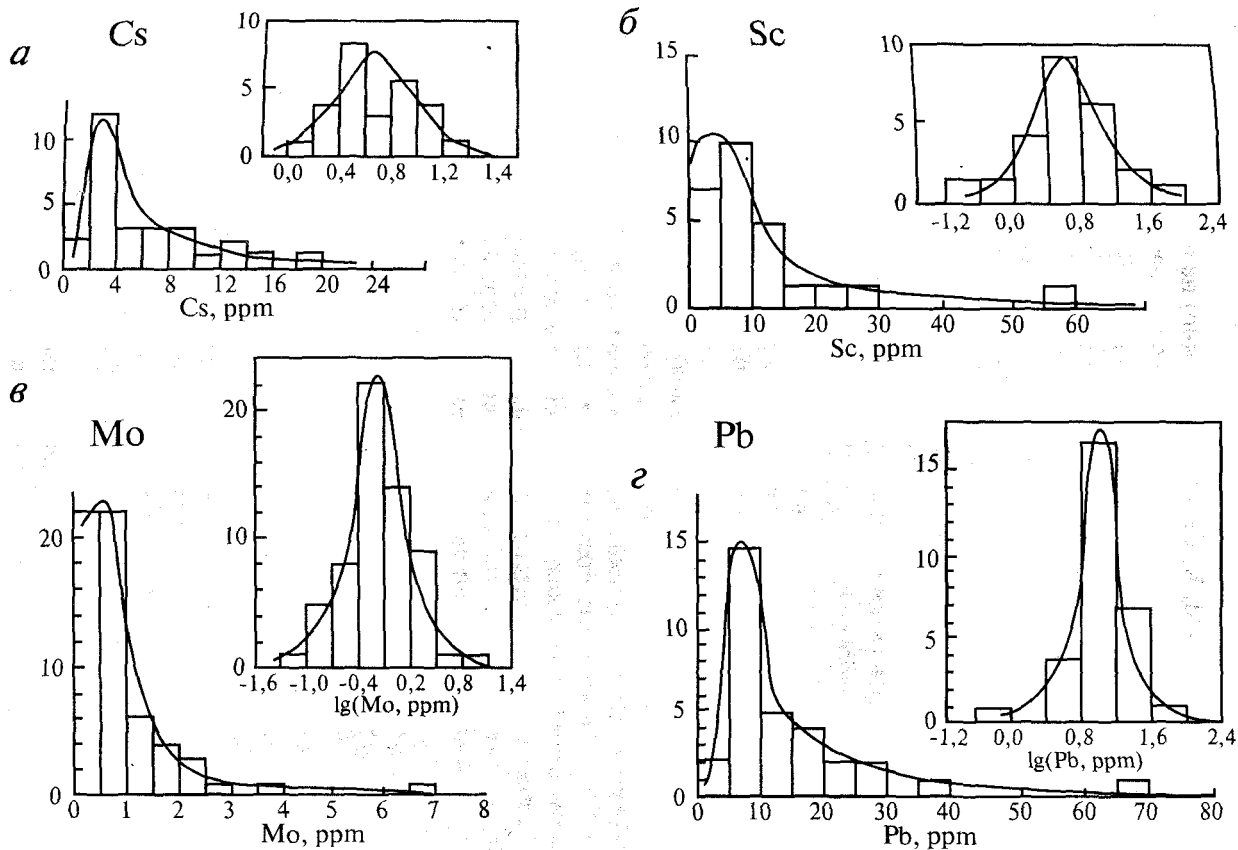 а
Cs
10
5
0
0,0 0,4 0,8 1,2 1,4
10
5
0
0 4 8 12 16 20 24
Cs, ppm
б
Sc
15
10
5
0
10
5
0
-1,2 0,0 0,8 1,6 2,4
0 10 20 30 40 50 60
Sc, ppm
в
Mo
20
10
0
-1,6 -1,0 -0,4 0,2 0,8 1,4
lg(Mo, ppm)
20
10
0
0 1 2 3 4 6 7 8
Mo, ppm
г
Pb
15
10
5
0
-1,2 0,0 0,8 1,6 2,4
lg(Pb, ppm)
15
10
5
0
0 10 20 30 40 50 60 70 80
Pb, ppm